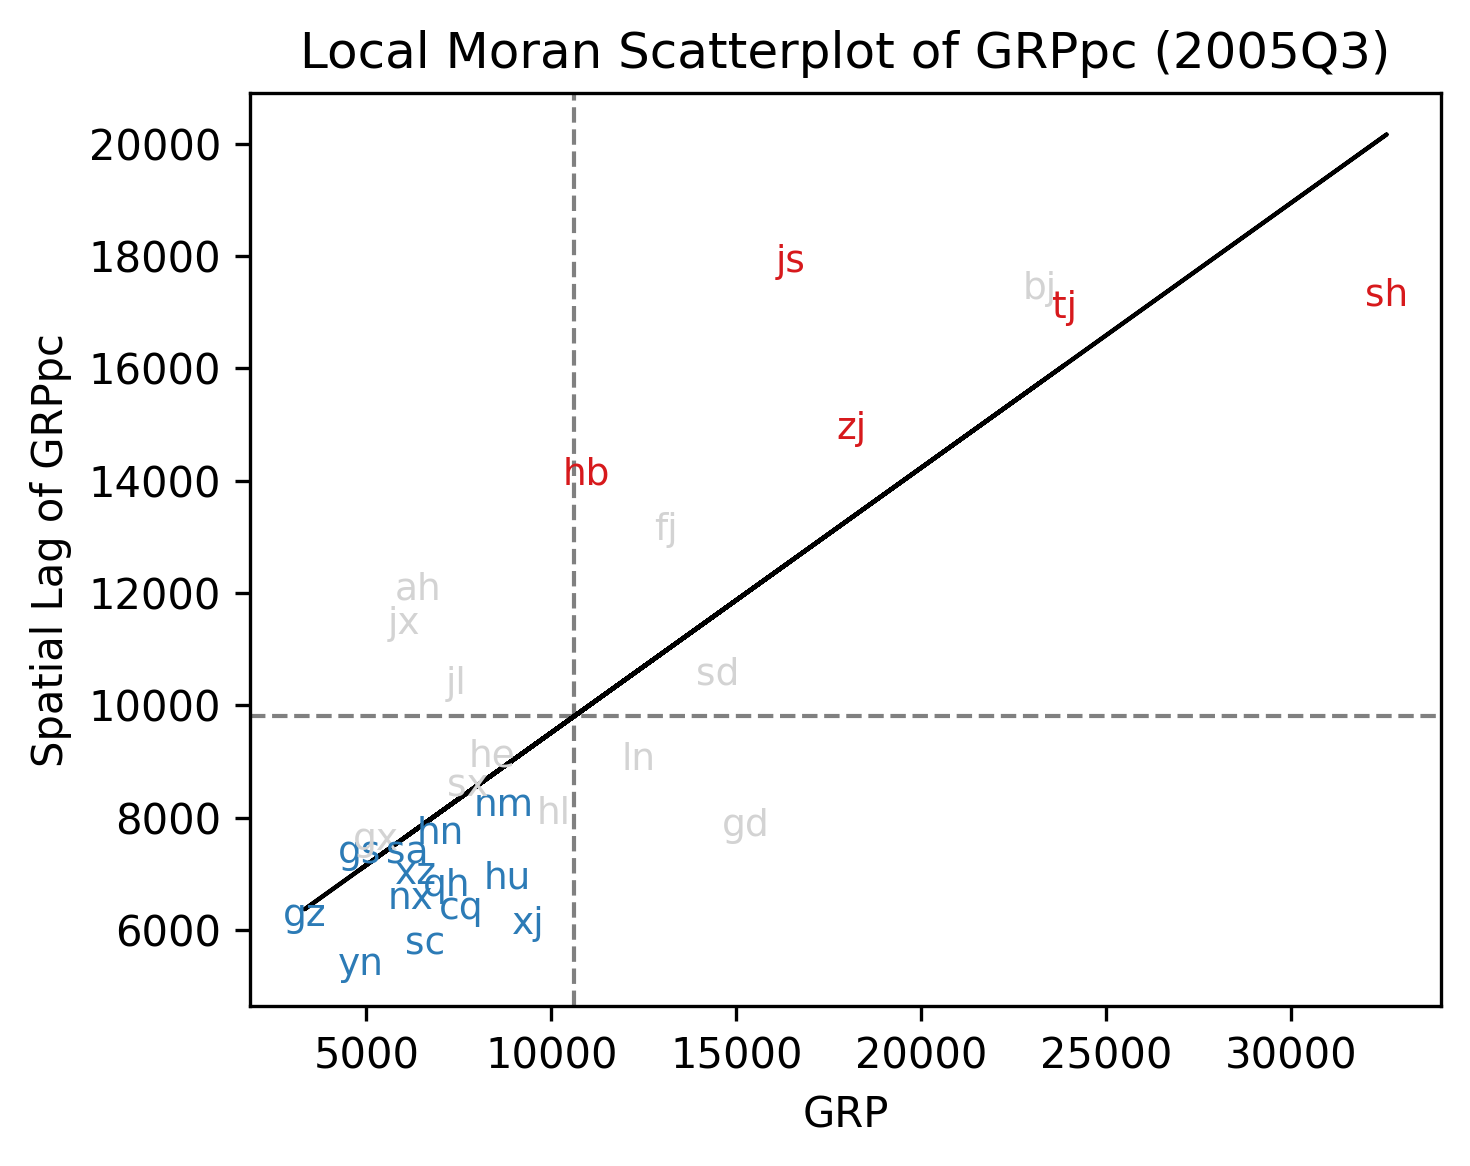 Local Moran Scatterplot of GRPpc (2005Q3)
Spatial Lag of GRPpc
20000
18000
16000
14000
12000
10000
8000
6000
js
bj
tj
sh
zj
hb
fj
ah
jx
jl
sd
he
ln
sx
nm
hl
gd
hn
gx
gs
sa
xz
qh
hu
nx
cq
gz
xj
sc
yn
5000
10000
15000
20000
25000
30000
GRP